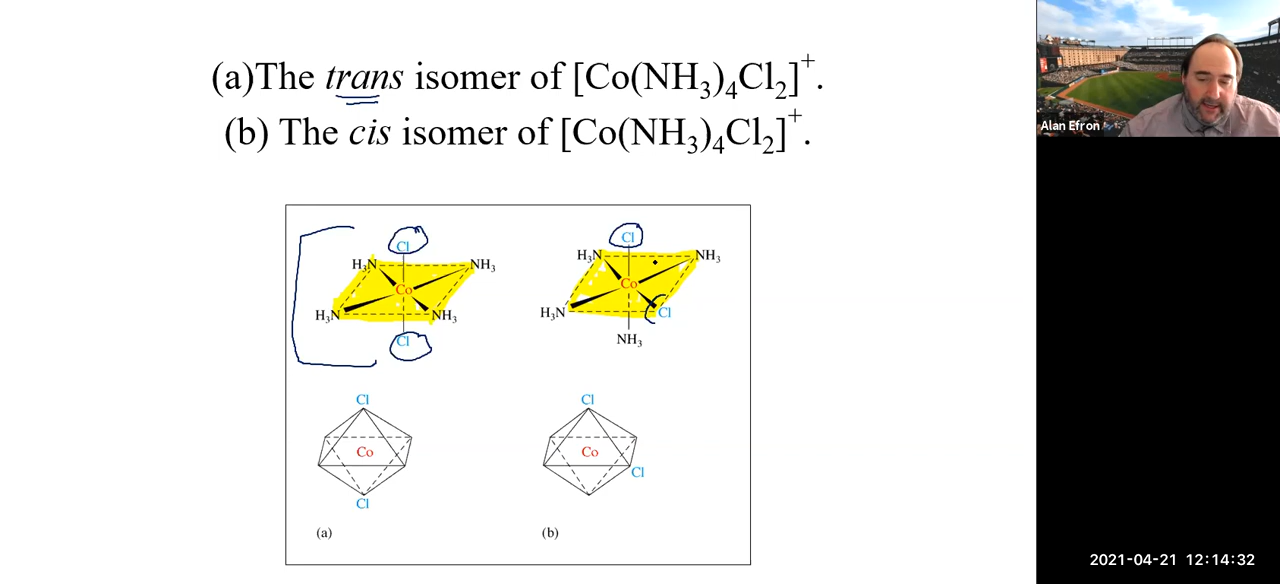 (a)The trans isomer of [Co(NH₃)₄Cl₂]⁺.
(b) The cis isomer of [Co(NH₃)₄Cl₂]⁺.
Alan Efron
Cl
H₃N
NH₃
Co
H₃N
NH₃
Cl
Cl
H₃N
NH₃
Co
H₃N
Cl
NH₃
Cl
Co
Cl
Cl
Co
Cl
(a)
(b)
2021-04-21 12:14:32